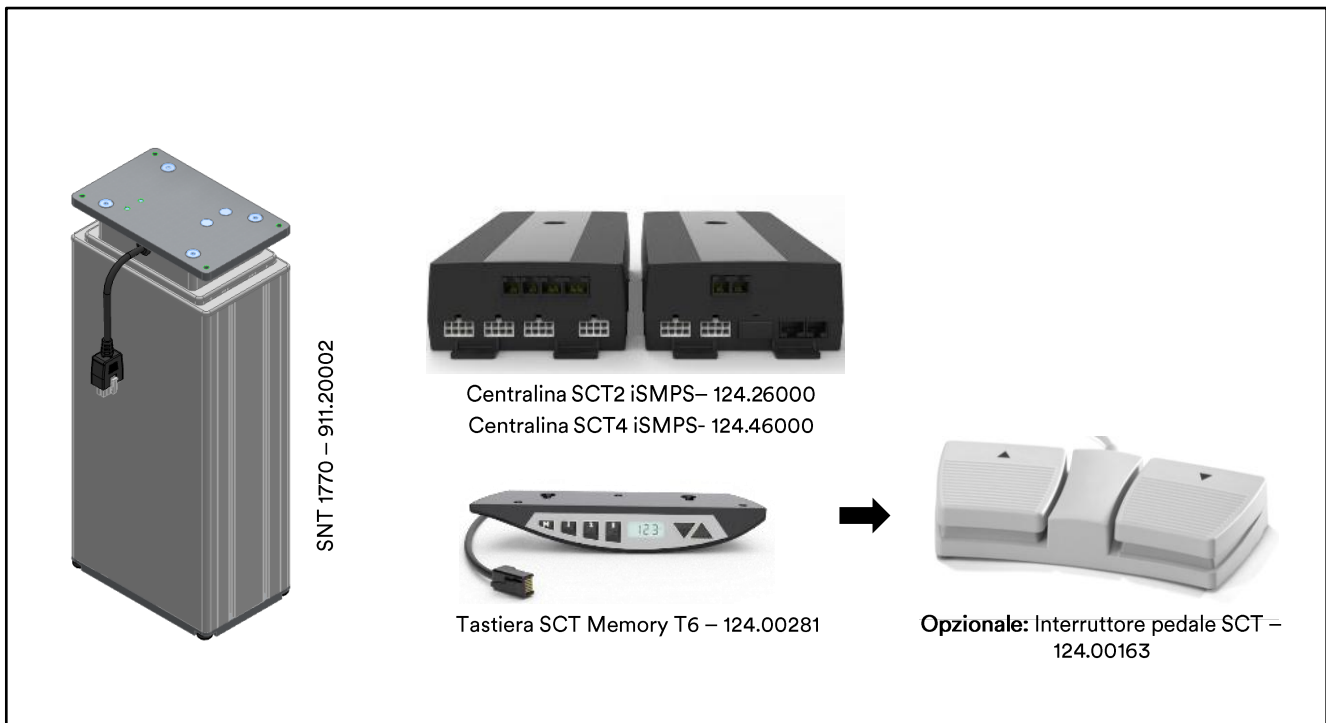 SNT 1770 – 911.20002
Centralina SCT2 iSMPS– 124.26000
Centralina SCT4 iSMPS- 124.46000
123
Tastiera SCT Memory T6 – 124.00281
Opzionale: Interruttore pedale SCT –
124.00163